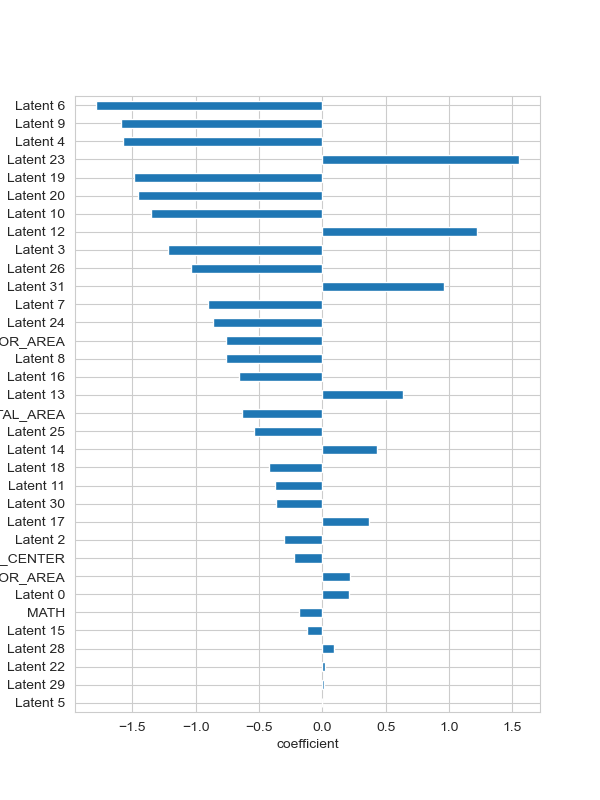 Latent 6
Latent 9
Latent 4
Latent 23
Latent 19
Latent 20
Latent 10
Latent 12
Latent 3
Latent 26
Latent 31
Latent 7
Latent 24
OR_AREA
Latent 8
Latent 16
Latent 13
TAL_AREA
Latent 25
Latent 14
Latent 18
Latent 11
Latent 30
Latent 17
Latent 2
_CENTER
OR_AREA
Latent 0
MATH
Latent 15
Latent 28
Latent 22
Latent 29
Latent 5
−1.5 −1.0 −0.5 0.0 0.5 1.0 1.5
coefficient